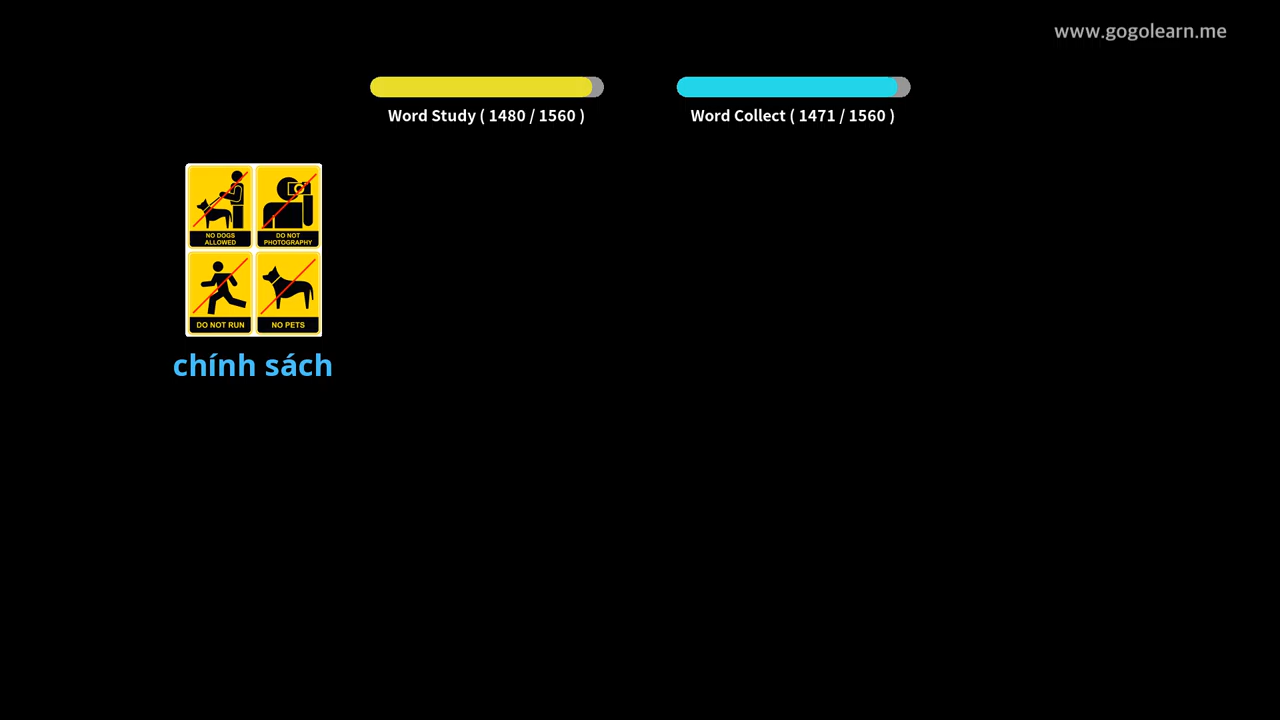 www.gogolearn.me
Word Study ( 1480 / 1560 )
Word Collect ( 1471 / 1560 )
NO DOGS
ALLOWED
DO NOT
PHOTOGRAPHY
DO NOT RUN
NO PETS
chính sách